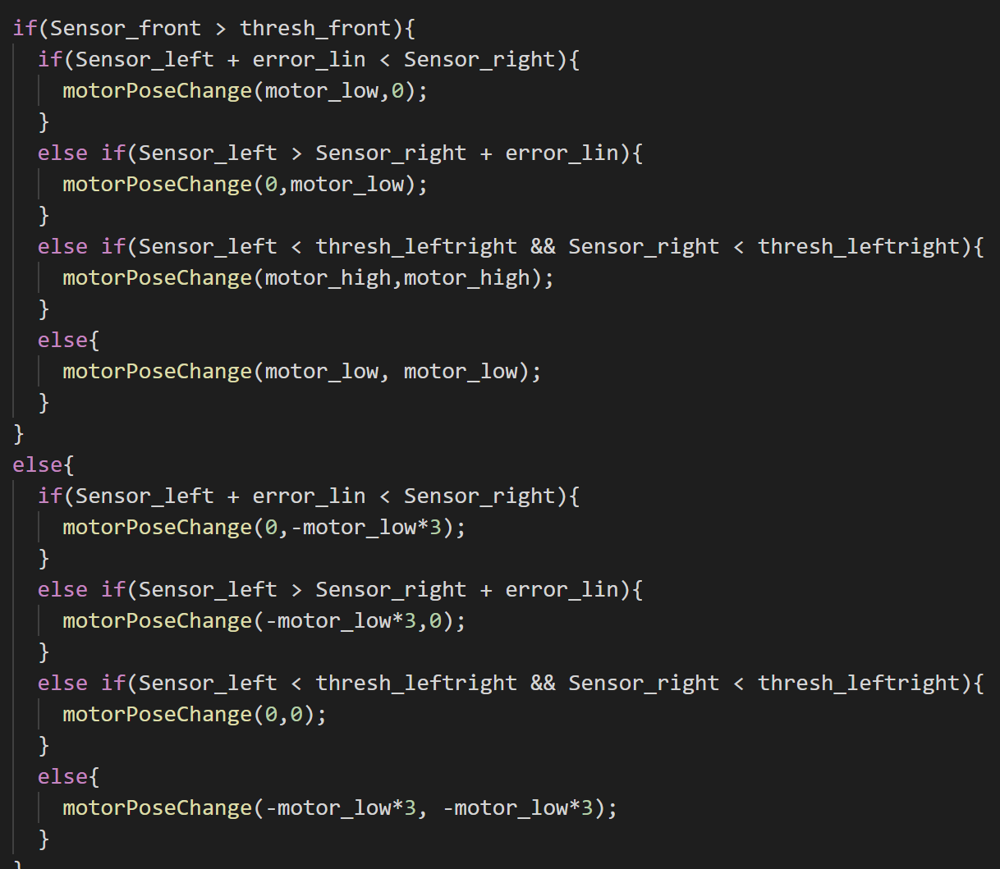 if(Sensor_front > thresh_front){
  if(Sensor_left + error_lin < Sensor_right){
    motorPoseChange(motor_low,0);
  }
  else if(Sensor_left > Sensor_right + error_lin){
    motorPoseChange(0,motor_low);
  }
  else if(Sensor_left < thresh_leftright && Sensor_right < thresh_leftright){
    motorPoseChange(motor_high,motor_high);
  }
  else{
    motorPoseChange(motor_low, motor_low);
  }
}
else{
  if(Sensor_left + error_lin < Sensor_right){
    motorPoseChange(0,-motor_low*3);
  }
  else if(Sensor_left > Sensor_right + error_lin){
    motorPoseChange(-motor_low*3,0);
  }
  else if(Sensor_left < thresh_leftright && Sensor_right < thresh_leftright){
    motorPoseChange(0,0);
  }
  else{
    motorPoseChange(-motor_low*3, -motor_low*3);
  }
}